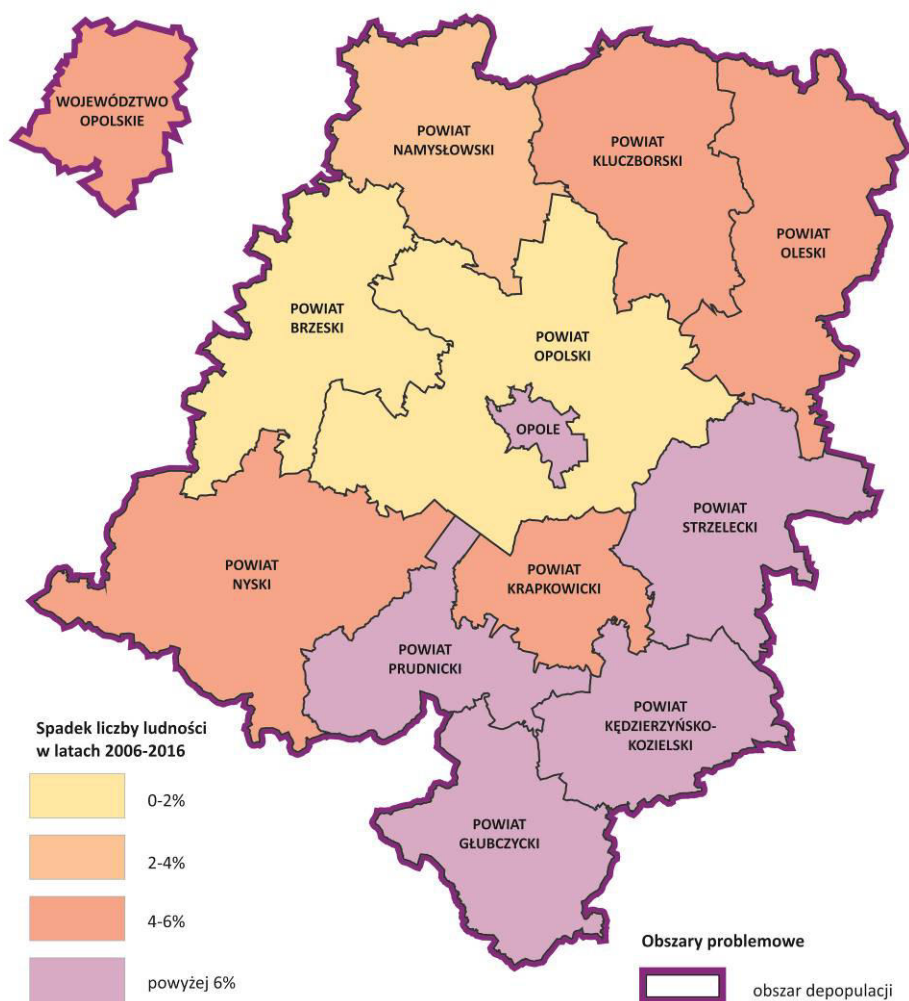 WOJEWÓDZTWO
OPOLSKIE
POWIAT
NAMYSŁOWSKI
POWIAT
KLUCZBORSKI
POWIAT
OLESKI
POWIAT
BRZESKI
POWIAT
OPOLSKI
OPOLE
POWIAT
STRZELECKI
POWIAT
NYSKI
POWIAT
KRAPKOWICKI
POWIAT
PRUDNICKI
POWIAT
KĘDZIERZYŃSKO-
KOZIELSKI
POWIAT
GŁUBCZYCKI
Spadek liczby ludności
w latach 2006-2016
0-2%
2-4%
4-6%
powyżej 6%
Obszary problemowe
obszar depopulacji